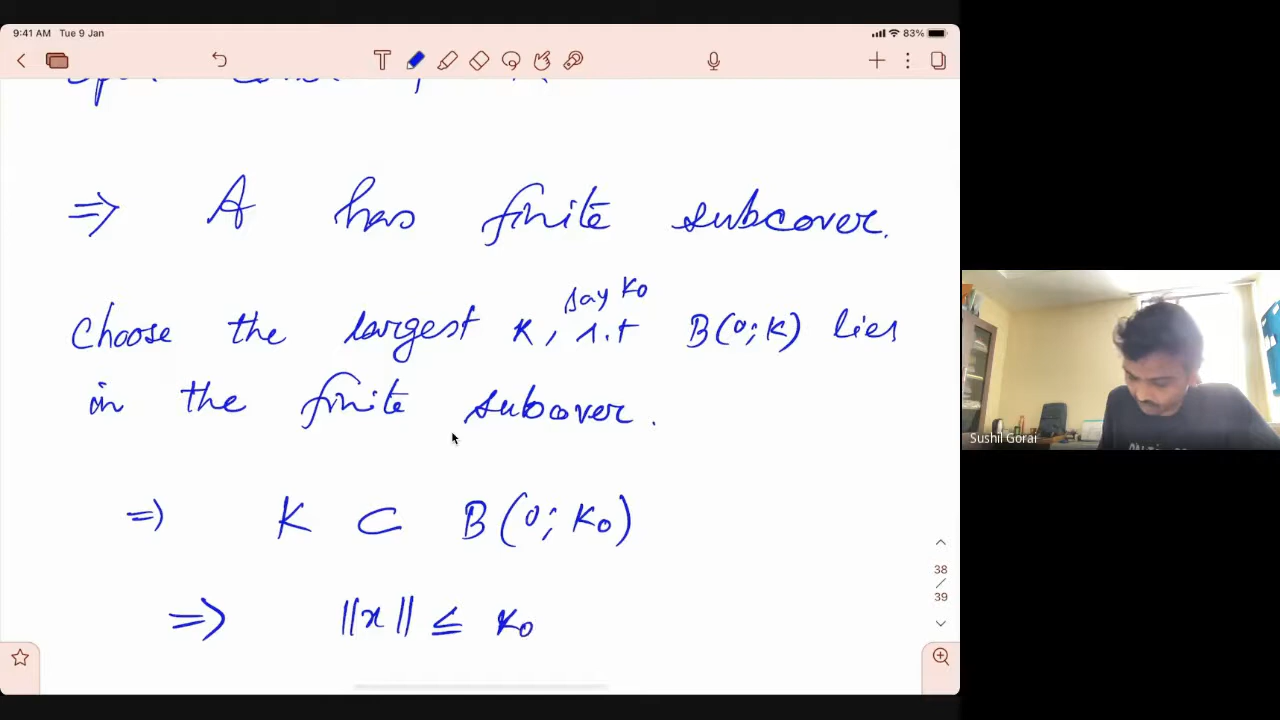 9:41 AM Tue 9 Jan
83%
⇒ A has finite subcover.
say k0
Choose the largest k, s.t B(0; k) lies
in the finite subcover.
⇒ K ⊂ B(0; k0)
38
/
39
⇒ ||x|| ≤ k0
Sushil Gorai